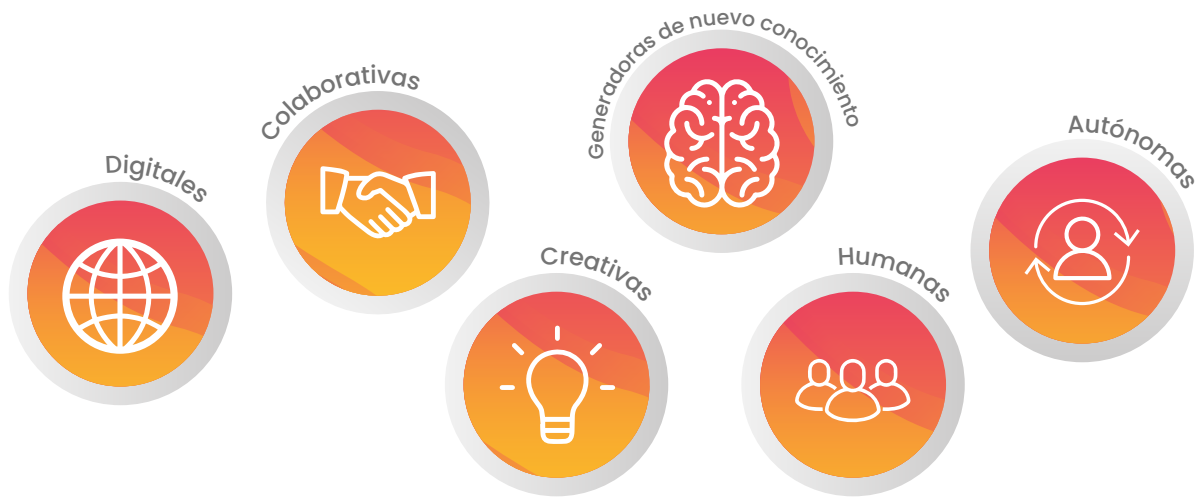 Digitales
Colaborativas
Creativas
Generadoras de nuevo conocimiento
Humanas
Autónomas